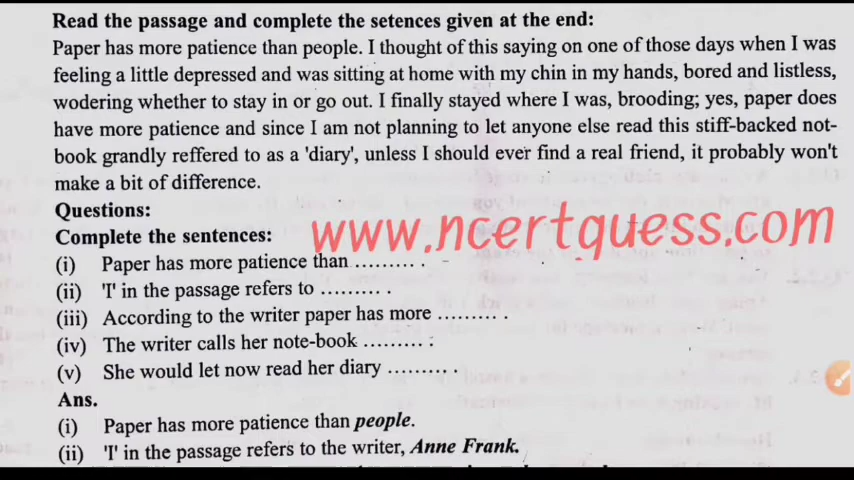 Read the passage and complete the setences given at the end:
Paper has more patience than people. I thought of this saying on one of those days when I was
feeling a little depressed and was sitting at home with my chin in my hands, bored and listless,
wodering whether to stay in or go out. I finally stayed where I was, brooding; yes, paper does
have more patience and since I am not planning to let anyone else read this stiff-backed not-
book grandly reffered to as a 'diary', unless I should ever find a real friend, it probably won't
make a bit of difference.
Questions:
www.ncertquess.com
Complete the sentences:
(i) Paper has more patience than ..........
(ii) 'I' in the passage refers to ..........
(iii) According to the writer paper has more ..........
(iv) The writer calls her note-book ..........
(v) She would let now read her diary ..........
Ans.
(i) Paper has more patience than people.
(ii) 'I' in the passage refers to the writer, Anne Frank.